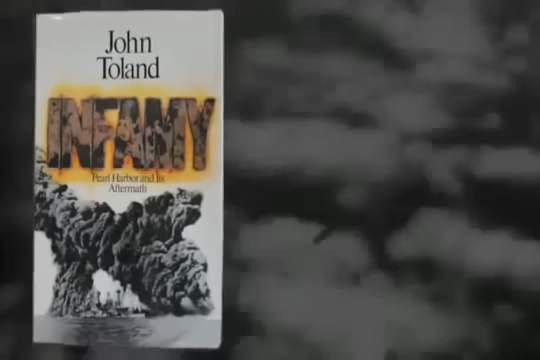 John
Toland
INFAMY
Pearl Harbor and Its
Aftermath